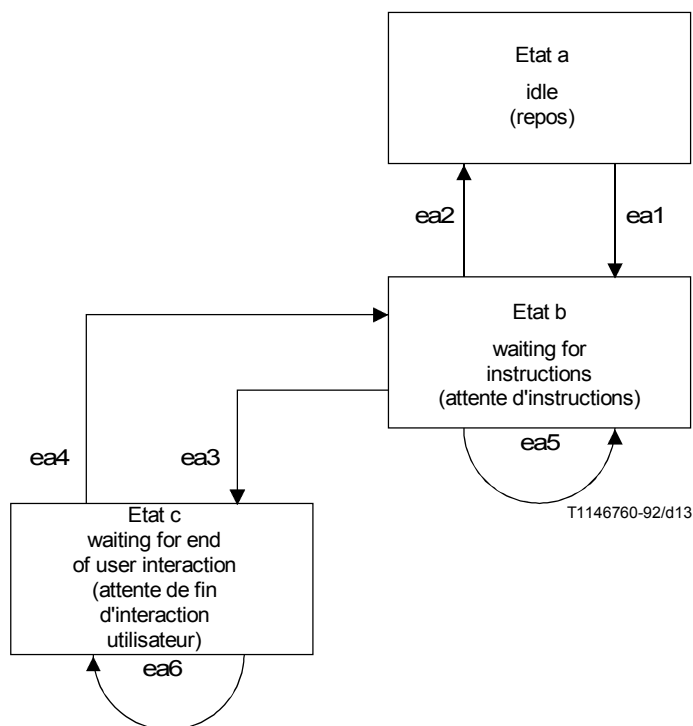 Etat a
idle
(repos)
ea2
ea1
Etat b
waiting for
instructions
(attente d'instructions)
ea4
ea3
ea5
T1146760-92/d13
Etat c
waiting for end
of user interaction
(attente de fin
d'interaction
utilisateur)
ea6